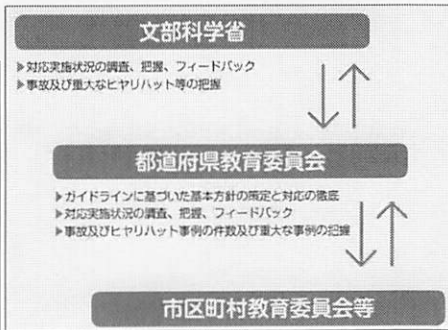 文部科学省
▶対応実施状況の調査、把握、フィードバック
▶事故及び重大なヒヤリハット等の把握
都道府県教育委員会
▶ガイドラインに基づいた基本方針の策定と対応の徹底
▶対応実施状況の調査、把握、フィードバック
▶事故及びヒヤリハット事例の件数及び重大な事例の把握
市区町村教育委員会等